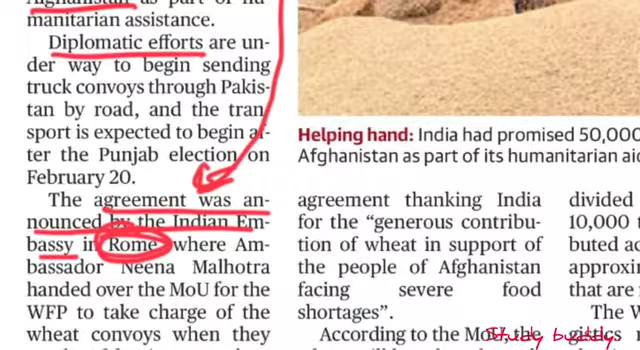 Afghanistan as part of hu-
manitarian assistance.
Diplomatic efforts are un-
der way to begin sending
truck convoys through Pakis-
tan by road, and the tran
sport is expected to begin af-
ter the Punjab election on
February 20.
The agreement was an-
nounced by the Indian Em-
bassy in Rome where Am-
bassador Neena Malhotra
handed over the MoU for the
WFP to take charge of the
wheat convoys when they
Helping hand: India had promised 50,000
Afghanistan as part of its humanitarian aid
agreement thanking India
for the “generous contribu-
tion of wheat in support of
the people of Afghanistan
facing severe food
shortages”.
According to the MoU, the
divided
10,000 t
buted ac
approxim
that are
The W
gistics
Study buddy